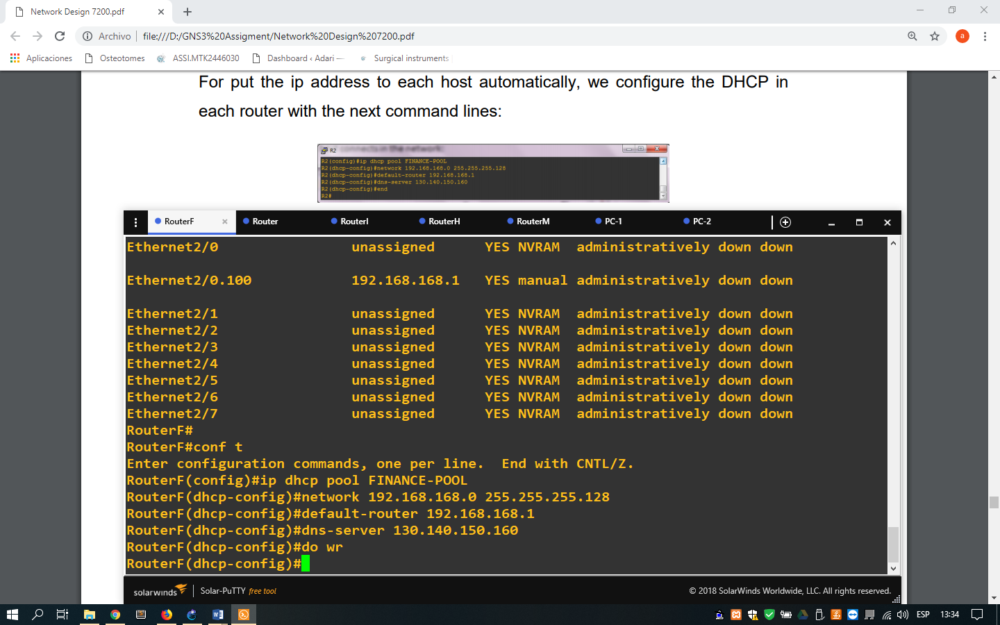 Network Design 7200.pdf
Archivo file:///D:/GNS3%20Assigment/Network%20Design%207200.pdf
a
Aplicaciones Osteotomes ASSI.MTK2446030 Dashboard ‹ Adari — Surgical instruments
For put the ip address to each host automatically, we configure the DHCP in
each router with the next command lines:
R2 connects in the network:
R2(config)#ip dhcp pool FINANCE-POOL
R2(dhcp-config)#network 192.168.168.0 255.255.255.128
R2(dhcp-config)#default-router 192.168.168.1
R2(dhcp-config)#dns-server 130.140.150.160
R2(dhcp-config)#end
R2#
RouterF Router RouterI RouterH RouterM PC-1 PC-2
Ethernet2/0 unassigned YES NVRAM administratively down down
Ethernet2/0.100 192.168.168.1 YES manual administratively down down
Ethernet2/1 unassigned YES NVRAM administratively down down
Ethernet2/2 unassigned YES NVRAM administratively down down
Ethernet2/3 unassigned YES NVRAM administratively down down
Ethernet2/4 unassigned YES NVRAM administratively down down
Ethernet2/5 unassigned YES NVRAM administratively down down
Ethernet2/6 unassigned YES NVRAM administratively down down
Ethernet2/7 unassigned YES NVRAM administratively down down
RouterF#
RouterF#conf t
Enter configuration commands, one per line. End with CNTL/Z.
RouterF(config)#ip dhcp pool FINANCE-POOL
RouterF(dhcp-config)#network 192.168.168.0 255.255.255.128
RouterF(dhcp-config)#default-router 192.168.168.1
RouterF(dhcp-config)#dns-server 130.140.150.160
RouterF(dhcp-config)#do wr
RouterF(dhcp-config)#
solarwinds Solar-PuTTY free tool © 2018 SolarWinds Worldwide, LLC. All rights reserved.
ESP 13:34